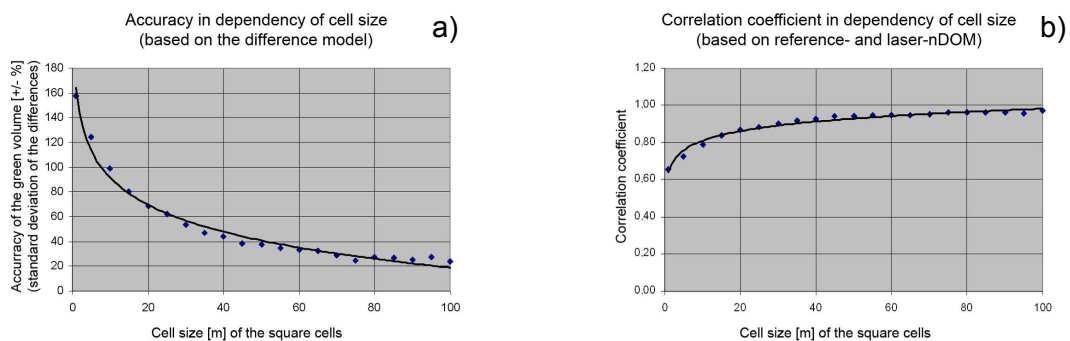 Accuracy in dependency of cell size
(based on the difference model)
a)
Accurracy of the green volume [+/- %]
(standard deviation of the differences)
180
160
140
120
100
80
60
40
20
0
0 20 40 60 80 100
Cell size [m] of the square cells
Correlation coefficient in dependency of cell size
(based on reference- and laser-nDOM)
b)
Correlation coefficient
1,20
1,00
0,80
0,60
0,40
0,20
0,00
0 20 40 60 80 100
Cell size [m] of the square cells